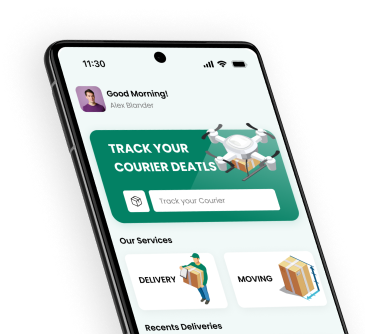 11:30
Good Morning!
Alex Blander
TRACK YOUR
COURIER DEATLS
Track your Courier
Our Services
DELIVERY
MOVING
Recents Deliveries